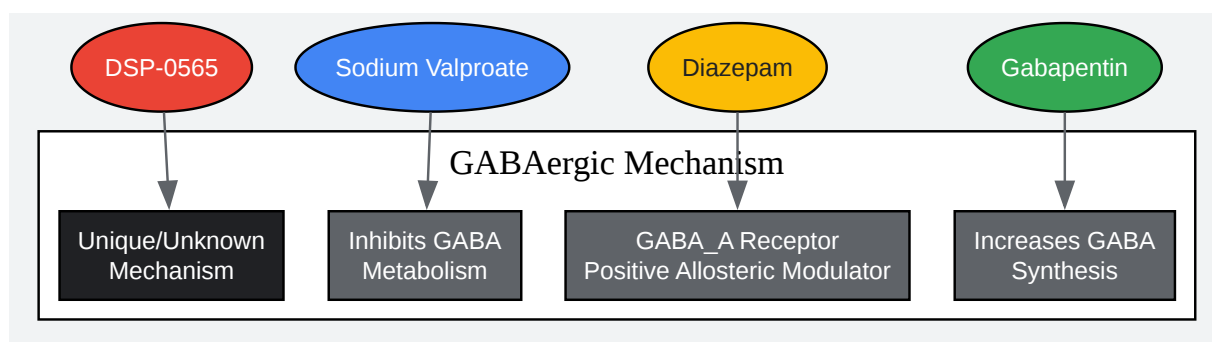 DSP-0565
Sodium Valproate
Diazepam
Gabapentin
GABAergic Mechanism
Unique/Unknown
Mechanism
Inhibits GABA
Metabolism
GABA_A Receptor
Positive Allosteric Modulator
Increases GABA
Synthesis